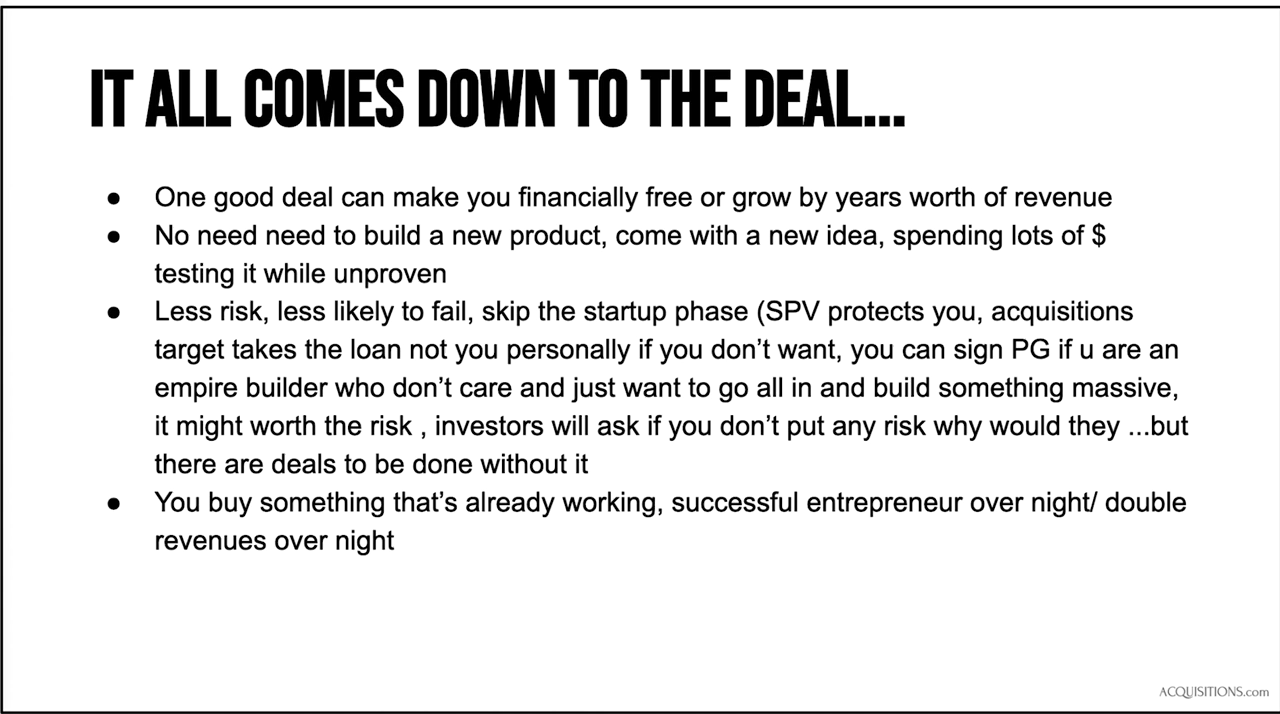 IT ALL COMES DOWN TO THE DEAL...
● One good deal can make you financially free or grow by years worth of revenue
● No need need to build a new product, come with a new idea, spending lots of $
testing it while unproven
● Less risk, less likely to fail, skip the startup phase (SPV protects you, acquisitions
target takes the loan not you personally if you don’t want, you can sign PG if u are an
empire builder who don’t care and just want to go all in and build something massive,
it might worth the risk , investors will ask if you don’t put any risk why would they ...but
there are deals to be done without it
● You buy something that’s already working, successful entrepreneur over night/ double
revenues over night
ACQUISITIONS.com